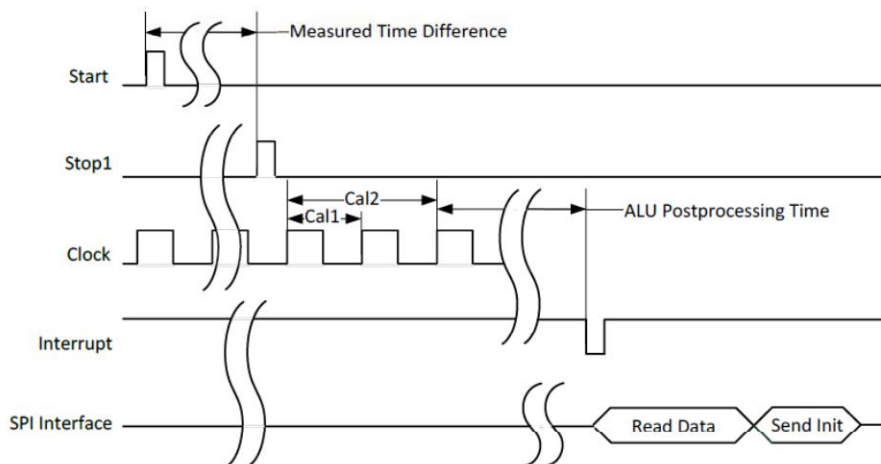 Measured Time Difference
Start
Stop1
Cal2
Cal1
ALU Postprocessing Time
Clock
Interrupt
SPI Interface
Read Data
Send Init